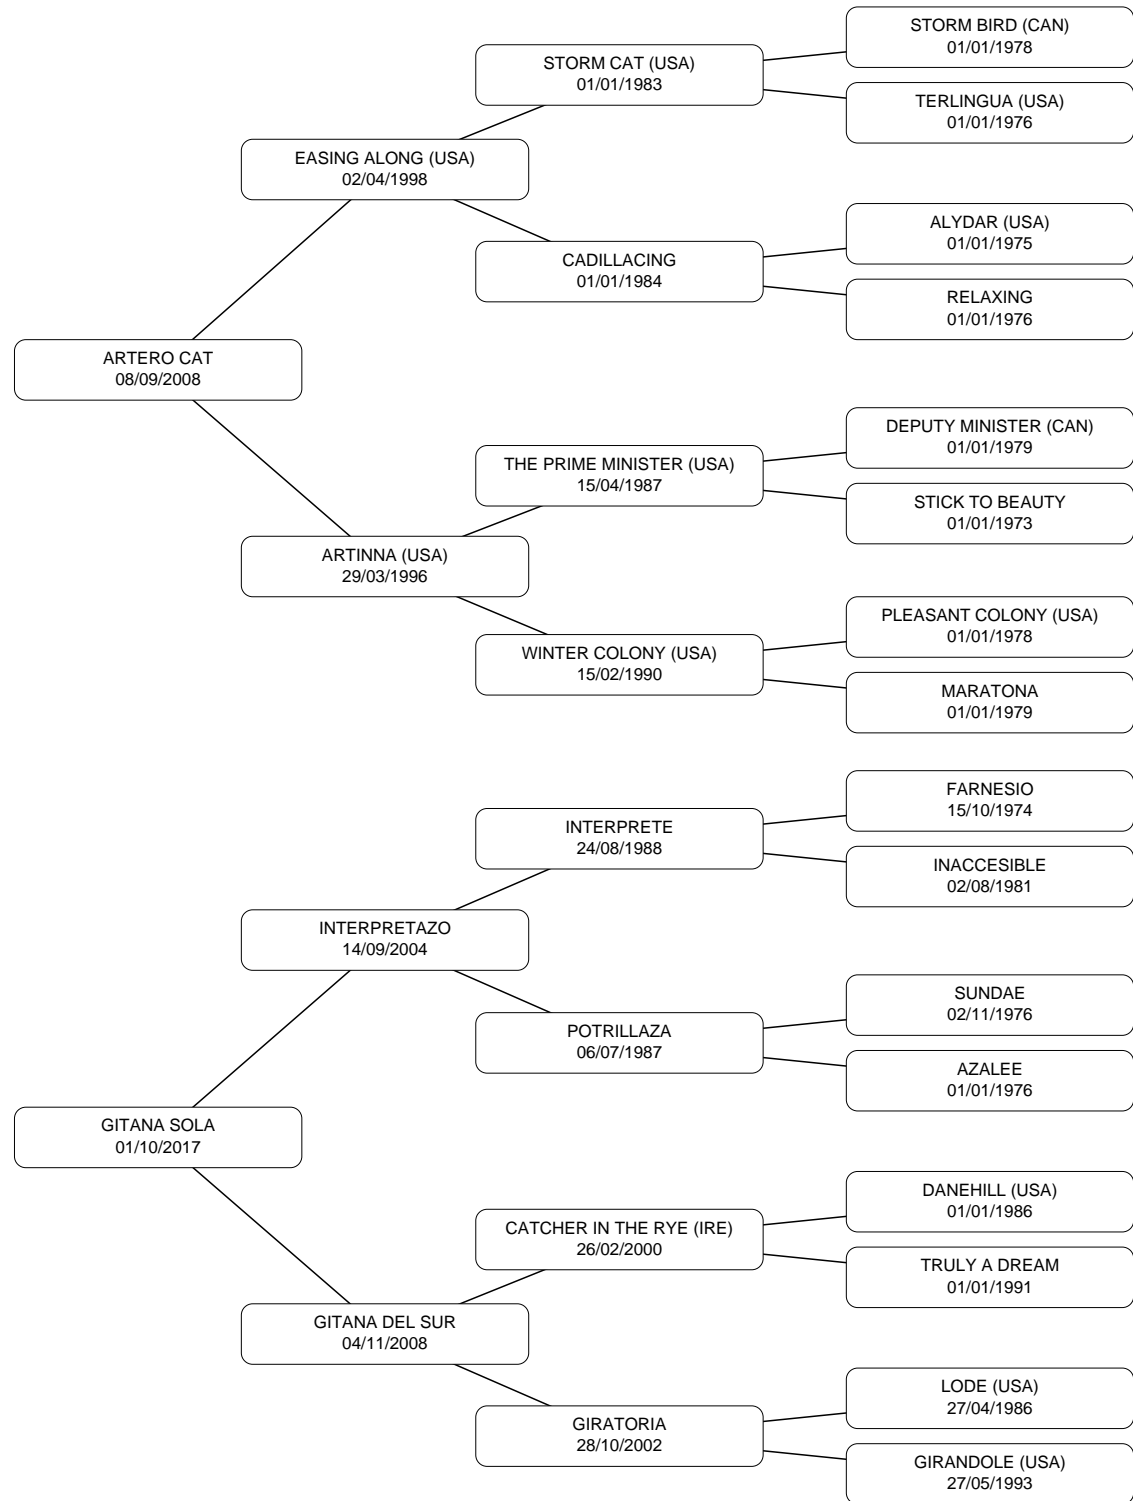 STORM BIRD (CAN)
01/01/1978
STORM CAT (USA)
01/01/1983
TERLINGUA (USA)
01/01/1976
EASING ALONG (USA)
02/04/1998
ALYDAR (USA)
01/01/1975
CADILLACING
01/01/1984
RELAXING
01/01/1976
ARTERO CAT
08/09/2008
DEPUTY MINISTER (CAN)
01/01/1979
THE PRIME MINISTER (USA)
15/04/1987
STICK TO BEAUTY
01/01/1973
ARTINNA (USA)
29/03/1996
PLEASANT COLONY (USA)
01/01/1978
WINTER COLONY (USA)
15/02/1990
MARATONA
01/01/1979
FARNESIO
15/10/1974
INTERPRETE
24/08/1988
INACCESIBLE
02/08/1981
INTERPRETAZO
14/09/2004
SUNDAE
02/11/1976
POTRILLAZA
06/07/1987
AZALEE
01/01/1976
GITANA SOLA
01/10/2017
DANEHILL (USA)
01/01/1986
CATCHER IN THE RYE (IRE)
26/02/2000
TRULY A DREAM
01/01/1991
GITANA DEL SUR
04/11/2008
LODE (USA)
27/04/1986
GIRATORIA
28/10/2002
GIRANDOLE (USA)
27/05/1993